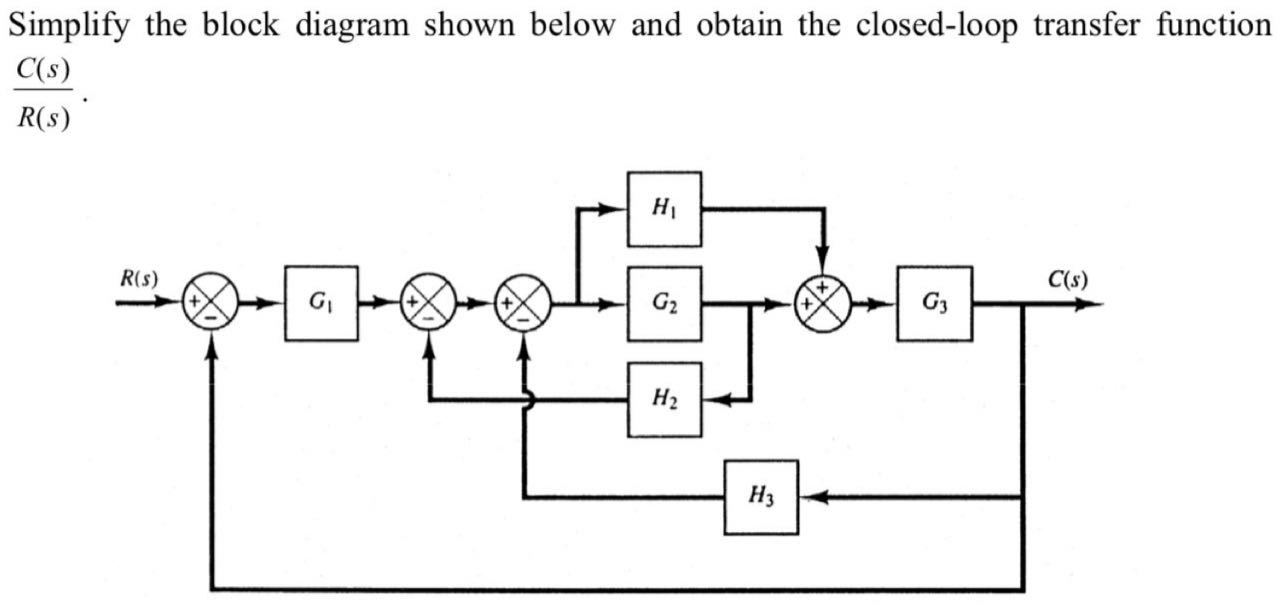 Simplify the block diagram shown below and obtain the closed-loop transfer function
C(s)
R(s) .
H₁
R(s)
+
−
G₁
+
−
+
−
G₂
+
+
G₃
C(s)
H₂
H₃